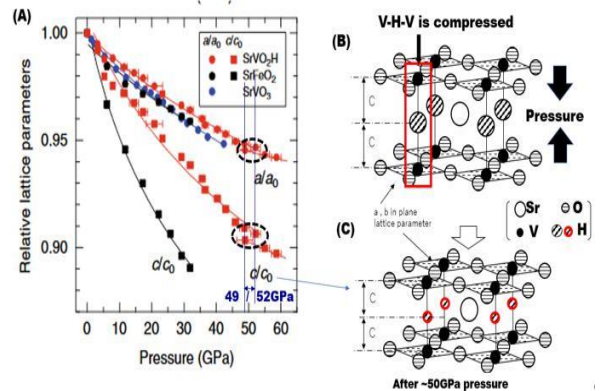 (A)
Relative lattice parameters
1.00
0.95
0.90
a/a0 c/c0
SrVO2H
SrFeO2
SrVO3
a/a0
c/c0
c/c0
49 / 52GPa
0 10 20 30 40 50 60
Pressure (GPa)
V-H-V is compressed
(B)
C
C
Pressure
a, b in plane
lattice parameter
Sr
O
V
H
(C)
C
C
After ~50GPa pressure